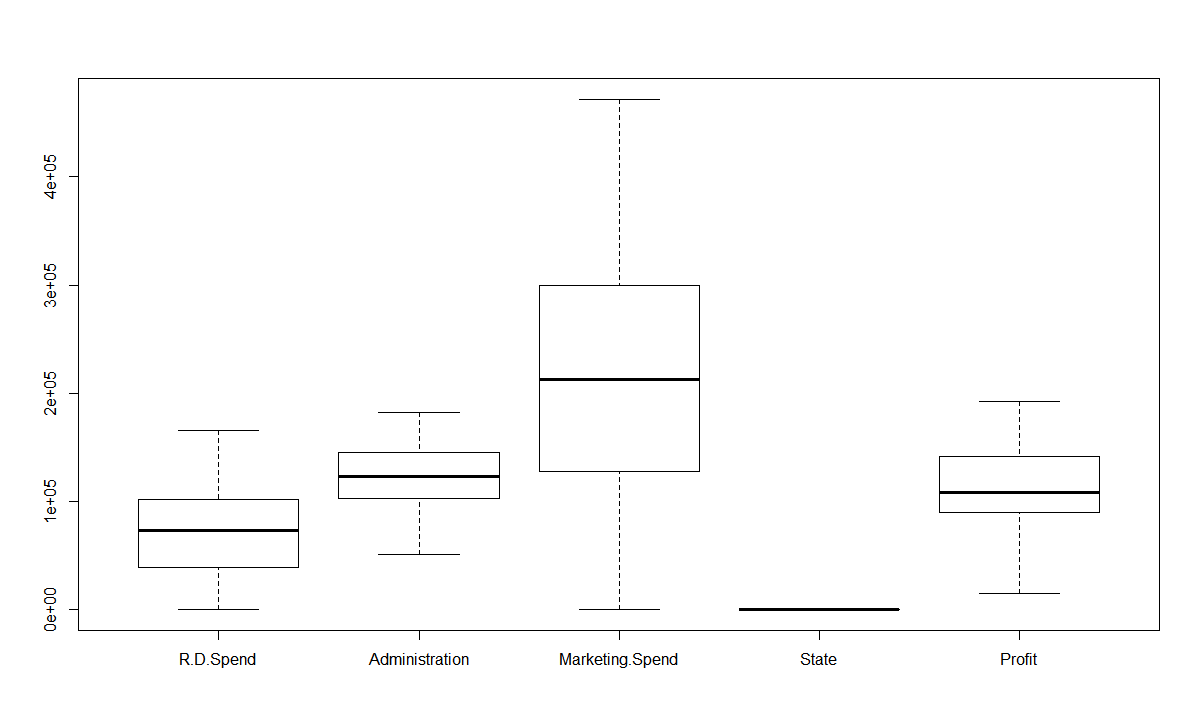 4e+05
3e+05
2e+05
1e+05
0e+00
R.D.Spend Administration Marketing.Spend State Profit